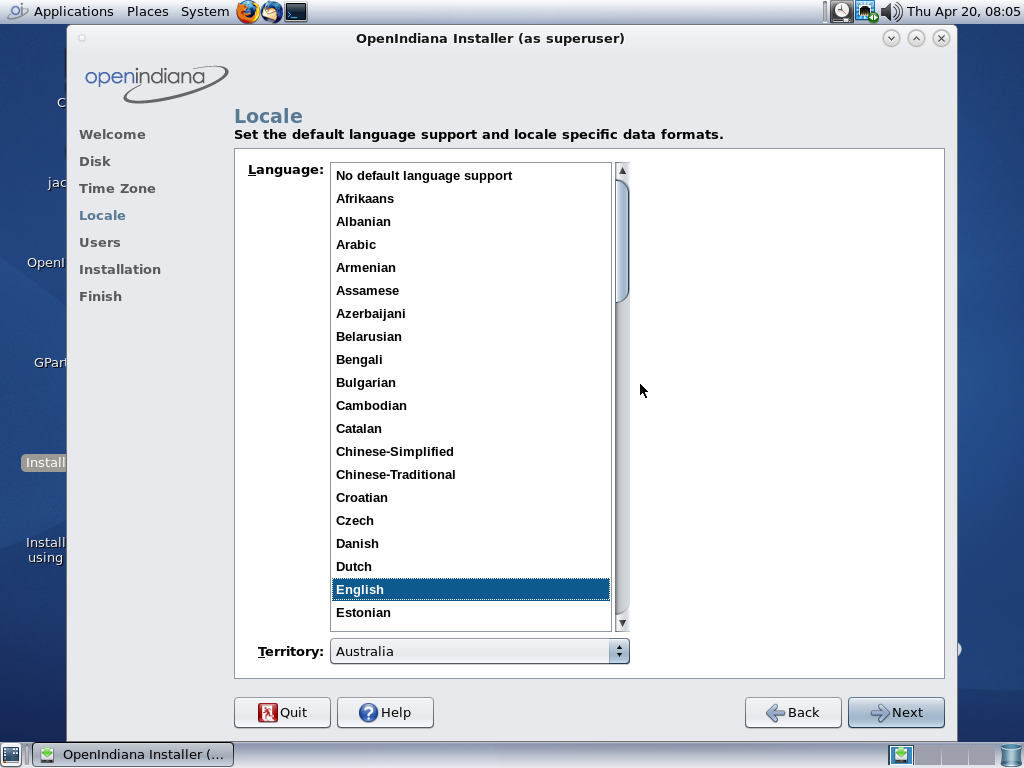 Applications Places System
Thu Apr 20, 08:05
OpenIndiana Installer (as superuser)
openindiana
Welcome
Disk
Time Zone
Locale
Users
Installation
Finish
Locale
Set the default language support and locale specific data formats.
Language:
No default language support
Afrikaans
Albanian
Arabic
Armenian
Assamese
Azerbaijani
Belarusian
Bengali
Bulgarian
Cambodian
Catalan
Chinese-Simplified
Chinese-Traditional
Croatian
Czech
Danish
Dutch
English
Estonian
Territory: Australia
Quit Help Back Next
C
jac
OpenI
GPart
Install
Install
using
OpenIndiana Installer (...